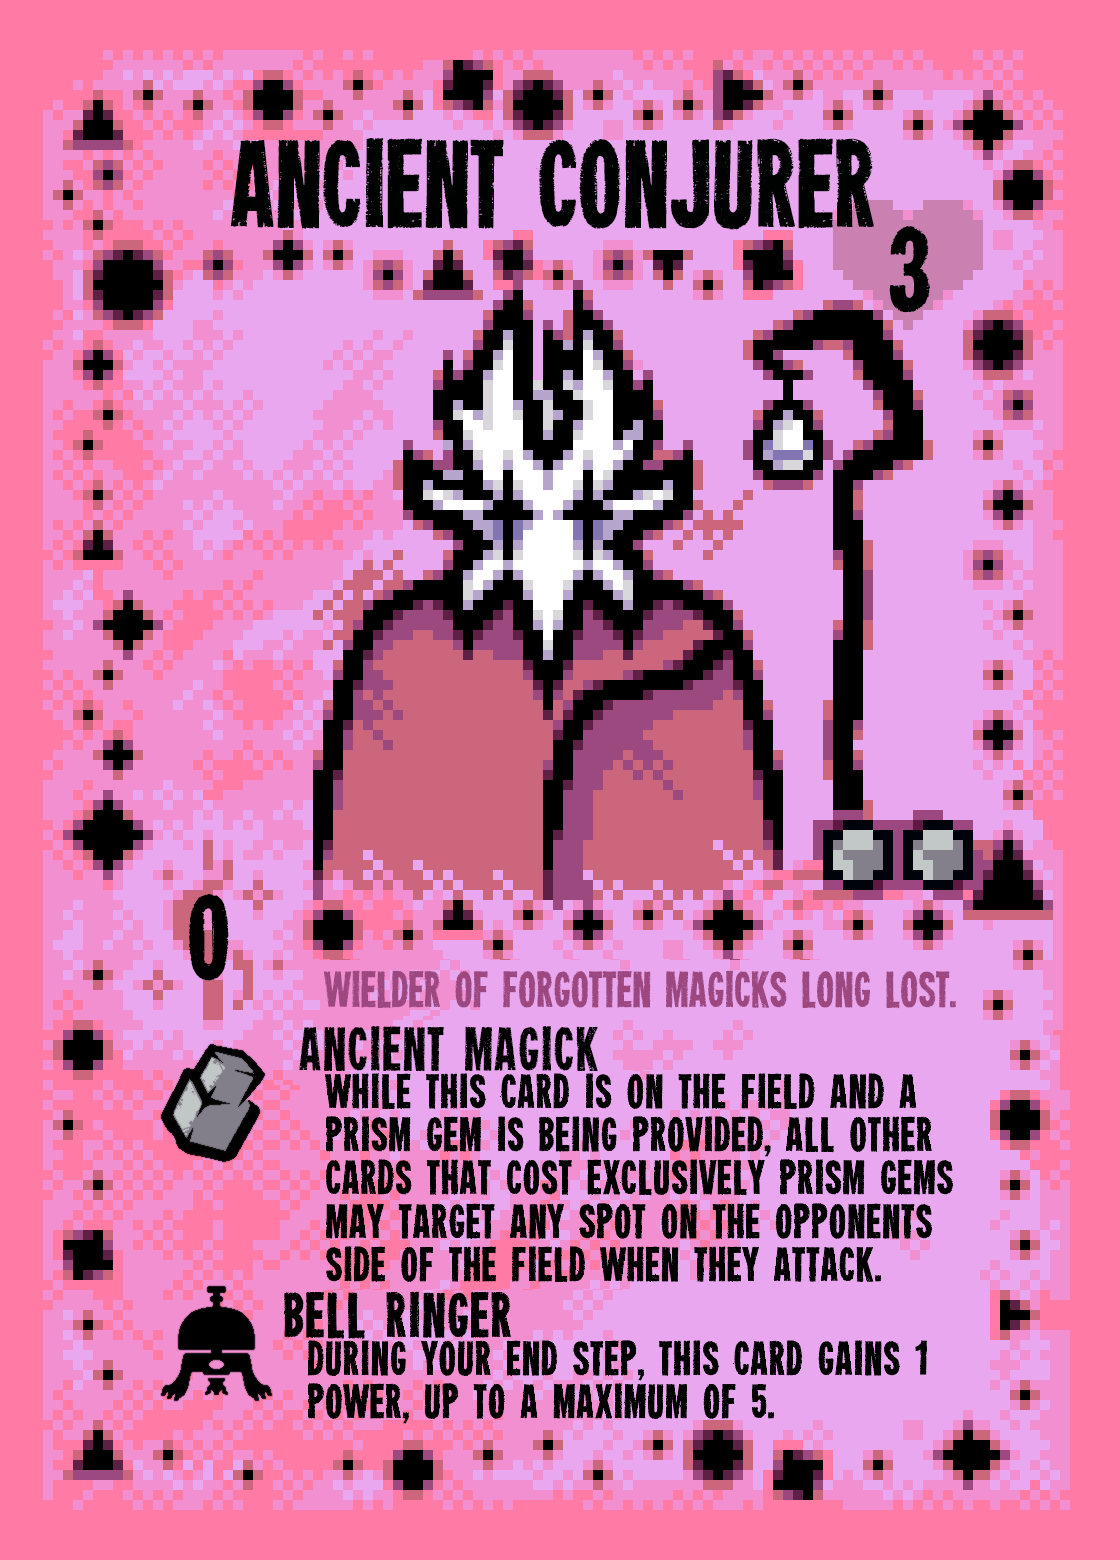 ANCIENT CONJURER
3
0
WIELDER OF FORGOTTEN MAGICKS LONG LOST.
ANCIENT MAGICK
WHILE THIS CARD IS ON THE FIELD AND A
PRISM GEM IS BEING PROVIDED, ALL OTHER
CARDS THAT COST EXCLUSIVELY PRISM GEMS
MAY TARGET ANY SPOT ON THE OPPONENTS
SIDE OF THE FIELD WHEN THEY ATTACK.
BELL RINGER
DURING YOUR END STEP, THIS CARD GAINS 1
POWER, UP TO A MAXIMUM OF 5.